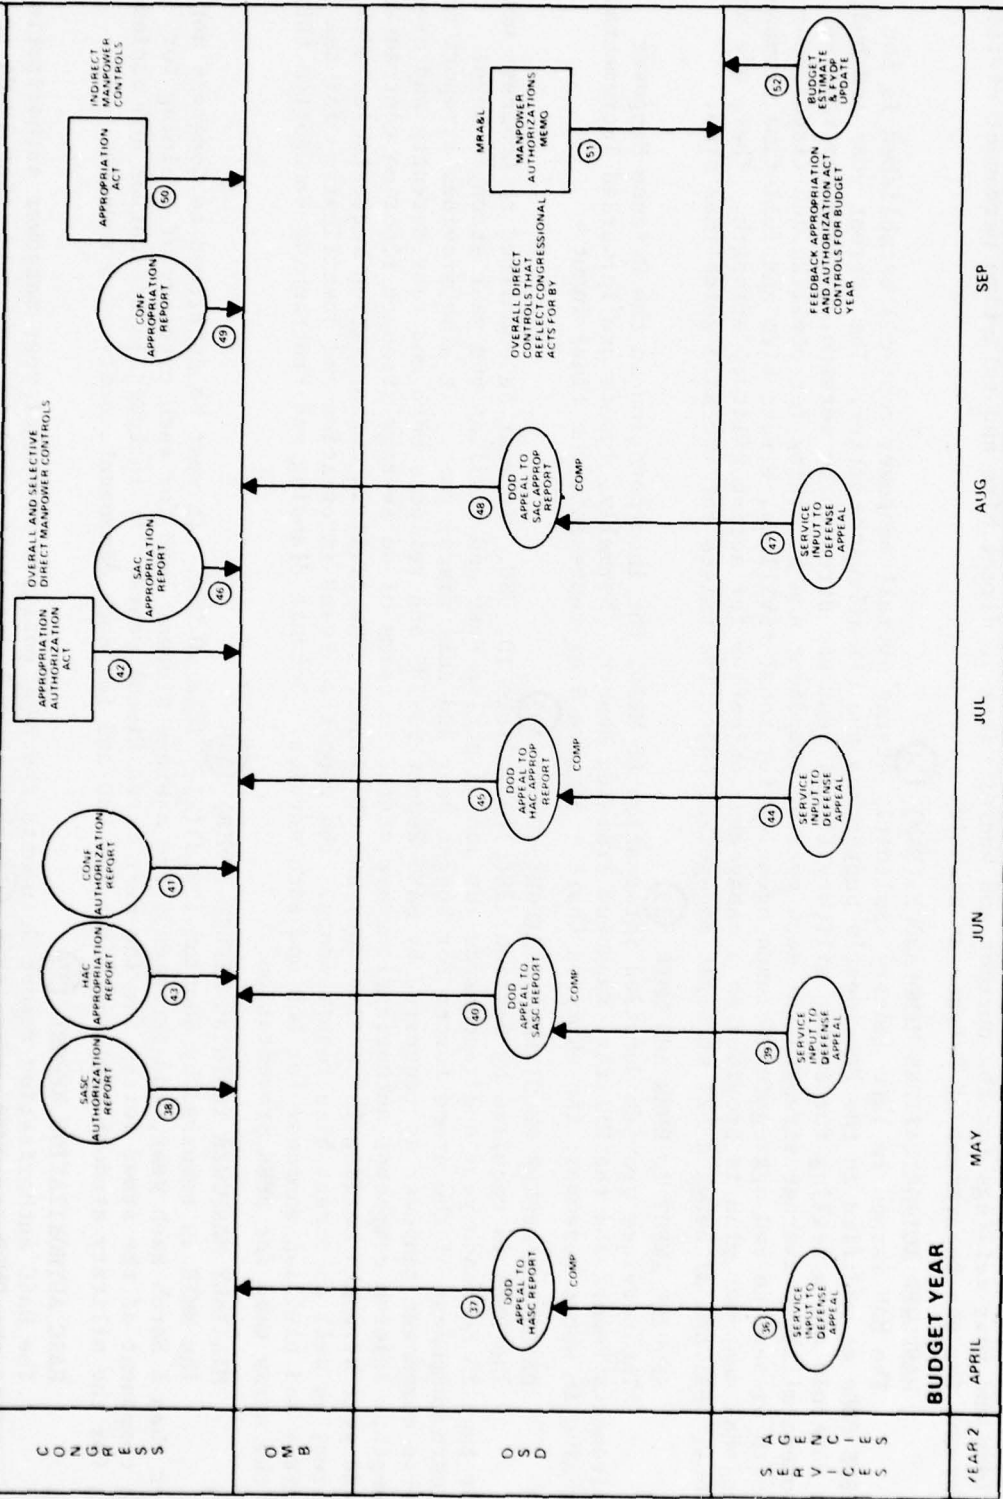 CONGRESS
SASC
AUTHORIZATION
REPORT
38
HAC
APPROPRIATION
REPORT
43
CONF
AUTHORIZATION
REPORT
41
APPROPRIATION
AUTHORIZATION
ACT
42
OVERALL AND SELECTIVE
DIRECT MANPOWER CONTROLS
SAC
APPROPRIATION
REPORT
46
CONF
APPROPRIATION
REPORT
49
APPROPRIATION
ACT
50
INDIRECT
MANPOWER
CONTROLS
OMB
OSD
37
DOD
APPEAL TO
HASC REPORT
COMP
40
DOD
APPEAL TO
SASC REPORT
COMP
45
DOD
APPEAL TO
HAC APPROP
REPORT
COMP
48
DOD
APPEAL TO
SAC APPROP
REPORT
COMP
OVERALL DIRECT
CONTROLS THAT
REFLECT CONGRESSIONAL
ACTS FOR BY
MRA&L
MANPOWER
AUTHORIZATIONS
MEMO
51
SERVICES
AGENCIES
36
SERVICE
INPUT TO
DEFENSE
APPEAL
39
SERVICE
INPUT TO
DEFENSE
APPEAL
44
SERVICE
INPUT TO
DEFENSE
APPEAL
47
SERVICE
INPUT TO
DEFENSE
APPEAL
FEEDBACK APPROPRIATION
AND AUTHORIZATION ACT
CONTROLS FOR BUDGET
YEAR
52
BUDGET
ESTIMATE
& FYDP
UPDATE
BUDGET YEAR
YEAR 2
APRIL
MAY
JUN
JUL
AUG
SEP